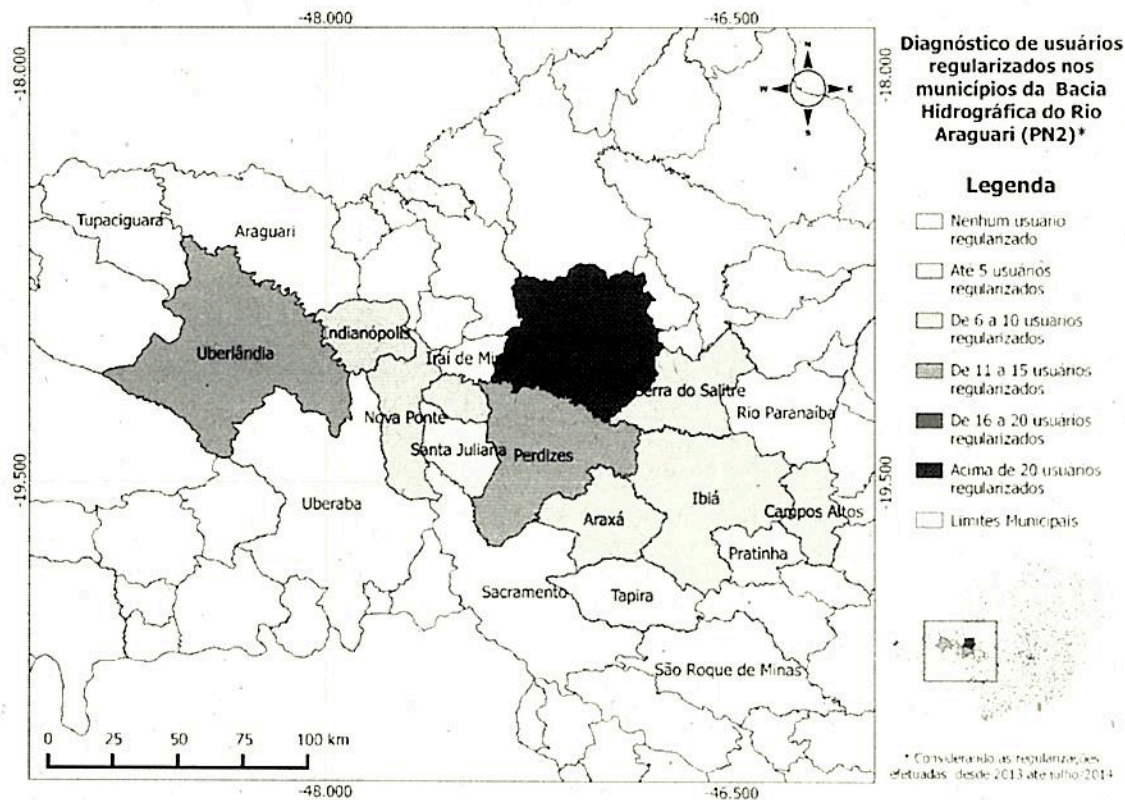 -48.000
-46.500
-18.000
-18.000
Diagnóstico de usuários
regularizados nos
municípios da Bacia
Hidrográfica do Rio
Araguari (PN2)*
N
W
E
S
Legenda
Nenhum usuario
regularizado
Até 5 usuários
regularizados
De 6 a 10 usuários
regularizados
De 11 a 15 usuários
regularizados
De 16 a 20 usuários
regularizados
Acima de 20 usuários
regularizados
Limites Municipais
Tupaciguara
Araguari
Indianópolis
Uberlândia
Iraí de Mi
Serra do Salitre
Rio Paranaíba
Nova Ponte
Santa Juliana
Perdizes
Uberaba
Ibiá
Araxá
Campos Altos
Pratinha
Sacramento
Tapira
São Roque de Minas
-19.500
-19.500
0 25 50 75 100 km
-48.000
-46.500
* Considerando as regularizações
efetuadas desde 2013 até julho/2014